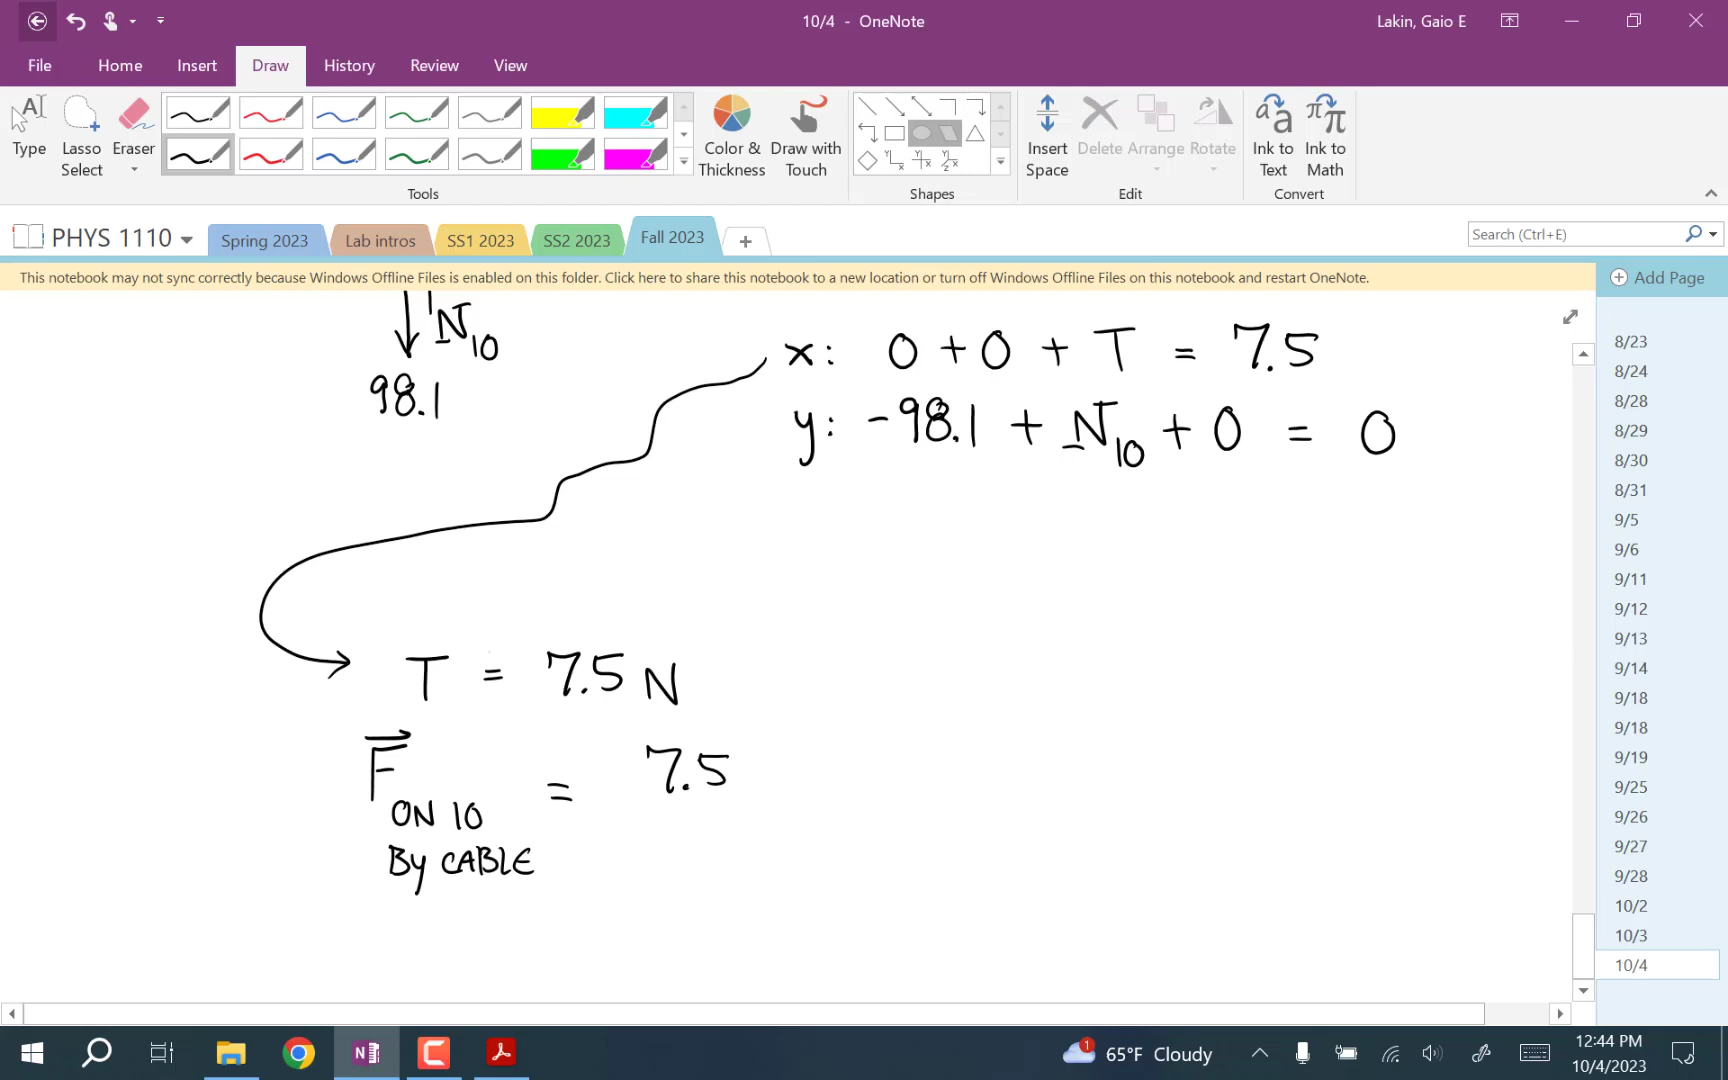 10/4 - OneNote
Lakin, Gaio E
File Home Insert Draw History Review View
Type
Lasso Select
Eraser
Color & Thickness
Draw with Touch
Insert Space
Delete
Arrange
Rotate
Ink to Text
Ink to Math
Tools
Shapes
Edit
Convert
PHYS 1110
Spring 2023
Lab intros
SS1 2023
SS2 2023
Fall 2023
Search (Ctrl+E)
This notebook may not sync correctly because Windows Offline Files is enabled on this folder. Click here to share this notebook to a new location or turn off Windows Offline Files on this notebook and restart OneNote.
Add Page
N10
98.1
x: 0 + 0 + T = 7.5
y: -98.1 + N10 + 0 = 0
T = 7.5 N
F ON 10 By CABLE = 7.5
8/23
8/24
8/28
8/29
8/30
8/31
9/5
9/6
9/11
9/12
9/13
9/14
9/18
9/18
9/19
9/25
9/26
9/27
9/28
10/2
10/3
10/4
65°F Cloudy
12:44 PM
10/4/2023